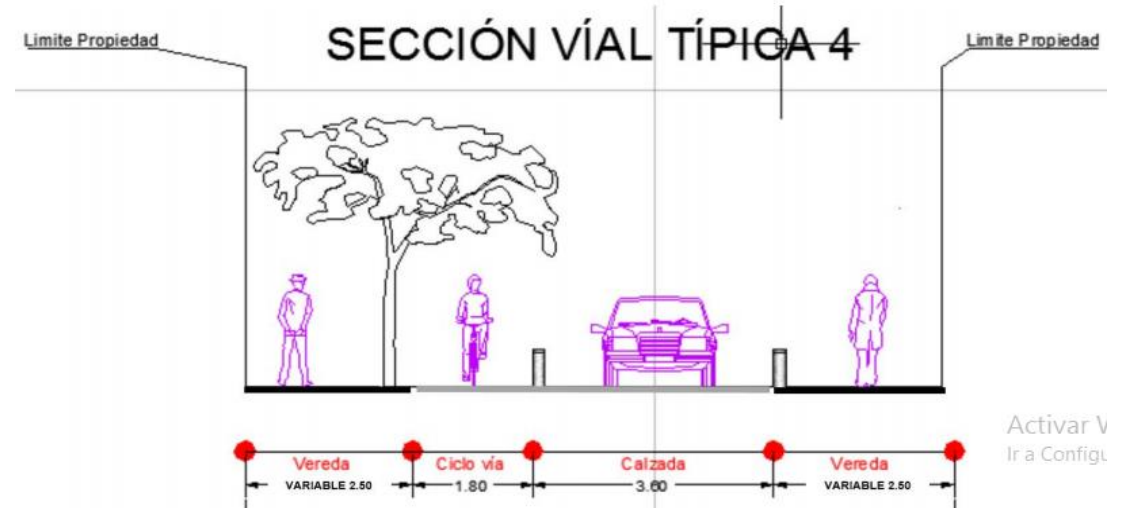 SECCIÓN VÍAL TÍPICA 4
Limite Propiedad
Limite Propiedad
Activar
Ir a Configu
Vereda
Ciclo vía
Calzada
Vereda
VARIABLE 2.50
1.80
3.60
VARIABLE 2.50